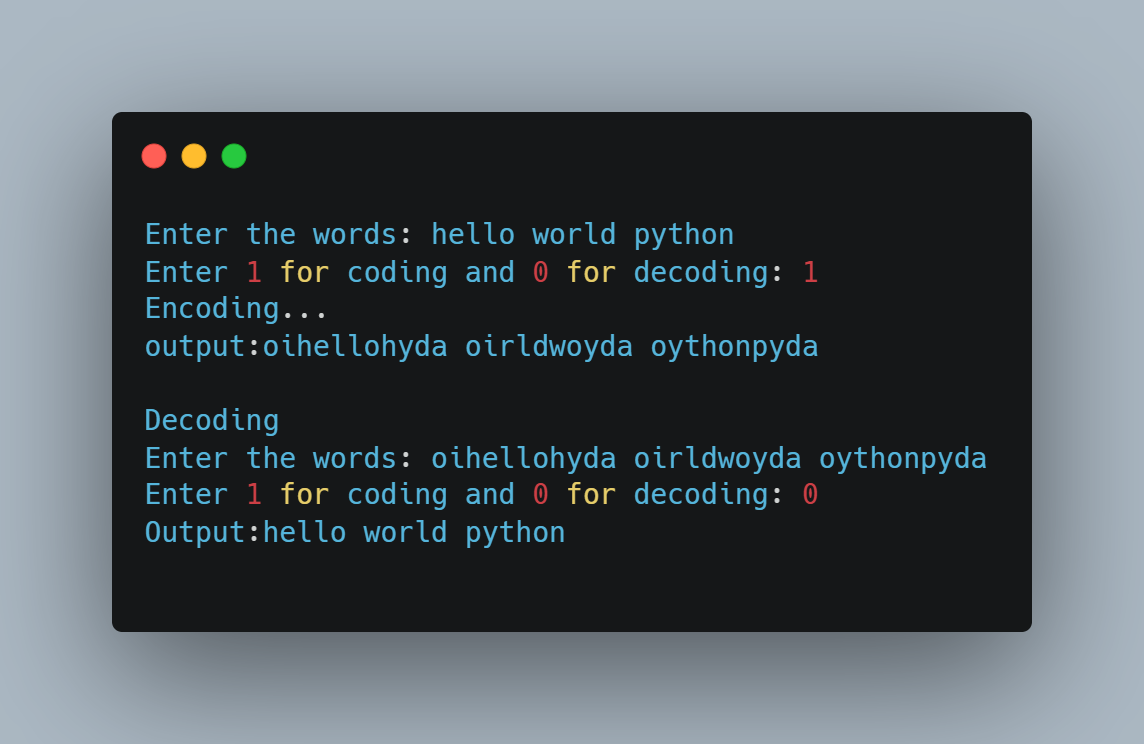 Enter the words: hello world python
Enter 1 for coding and 0 for decoding: 1
Encoding...
output:oihellohyda oirldwoyda oythonpyda
Decoding
Enter the words: oihellohyda oirldwoyda oythonpyda
Enter 1 for coding and 0 for decoding: 0
Output:hello world python